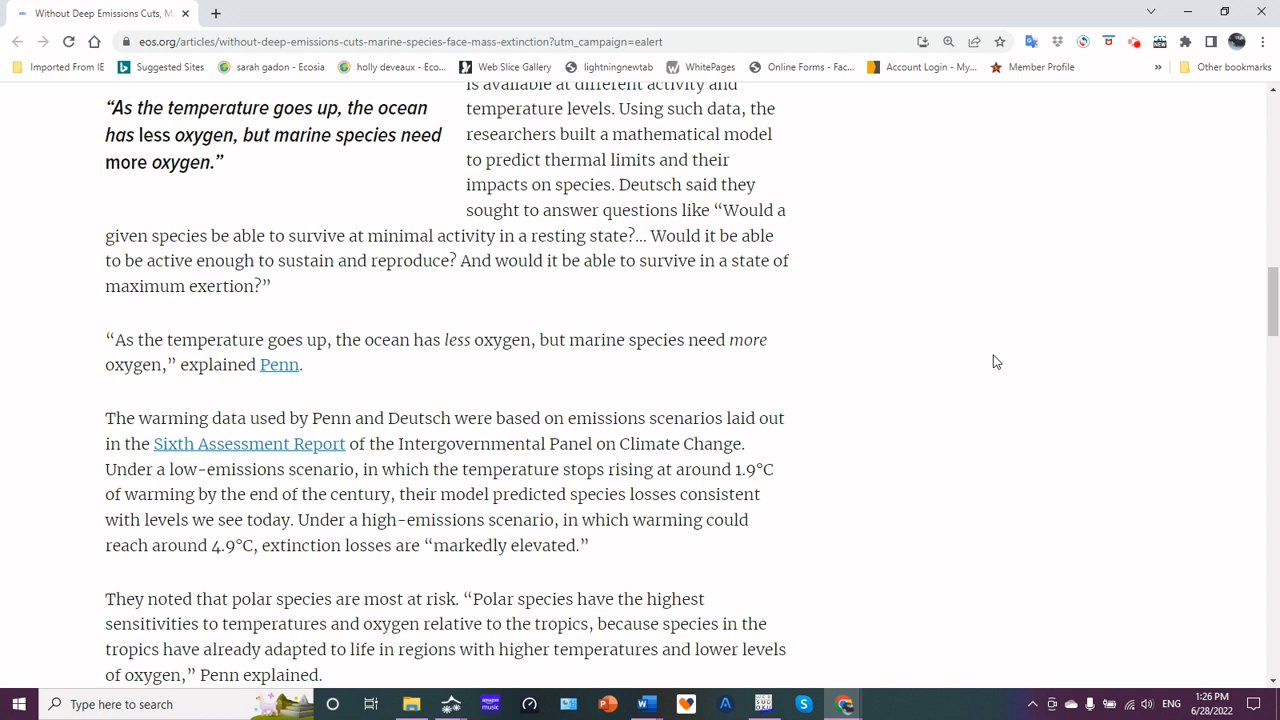 Without Deep Emissions Cuts, Ma
eos.org/articles/without-deep-emissions-cuts-marine-species-face-mass-extinction?utm_campaign=ealert
Imported From IE
Suggested Sites
sarah gadon - Ecosia
holly deveaux - Eco...
Web Slice Gallery
lightningnewtab
WhitePages
Online Forms - Fac...
Account Login - My...
Member Profile
»
Other bookmarks
“As the temperature goes up, the ocean
has less oxygen, but marine species need
more oxygen.”
is available at different activity and
temperature levels. Using such data, the
researchers built a mathematical model
to predict thermal limits and their
impacts on species. Deutsch said they
sought to answer questions like “Would a
given species be able to survive at minimal activity in a resting state?… Would it be able
to be active enough to sustain and reproduce? And would it be able to survive in a state of
maximum exertion?”
“As the temperature goes up, the ocean has less oxygen, but marine species need more
oxygen,” explained Penn.
The warming data used by Penn and Deutsch were based on emissions scenarios laid out
in the Sixth Assessment Report of the Intergovernmental Panel on Climate Change.
Under a low-emissions scenario, in which the temperature stops rising at around 1.9°C
of warming by the end of the century, their model predicted species losses consistent
with levels we see today. Under a high-emissions scenario, in which warming could
reach around 4.9°C, extinction losses are “markedly elevated.”
They noted that polar species are most at risk. “Polar species have the highest
sensitivities to temperatures and oxygen relative to the tropics, because species in the
tropics have already adapted to life in regions with higher temperatures and lower levels
of oxygen,” Penn explained.
Type here to search
amazon music
ENG
1:26 PM
6/28/2022